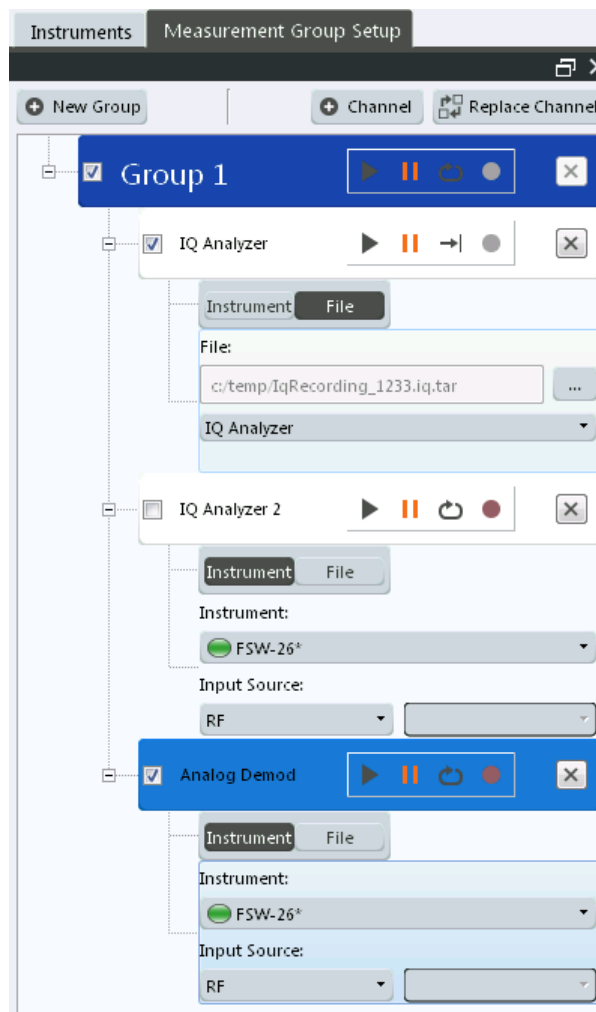 Instruments Measurement Group Setup
New Group Channel Replace Channel
Group 1
IQ Analyzer
Instrument File
File:
c:/temp/IqRecording_1233.iq.tar ...
IQ Analyzer
IQ Analyzer 2
Instrument File
Instrument:
FSW-26*
Input Source:
RF
Analog Demod
Instrument File
Instrument:
FSW-26*
Input Source:
RF